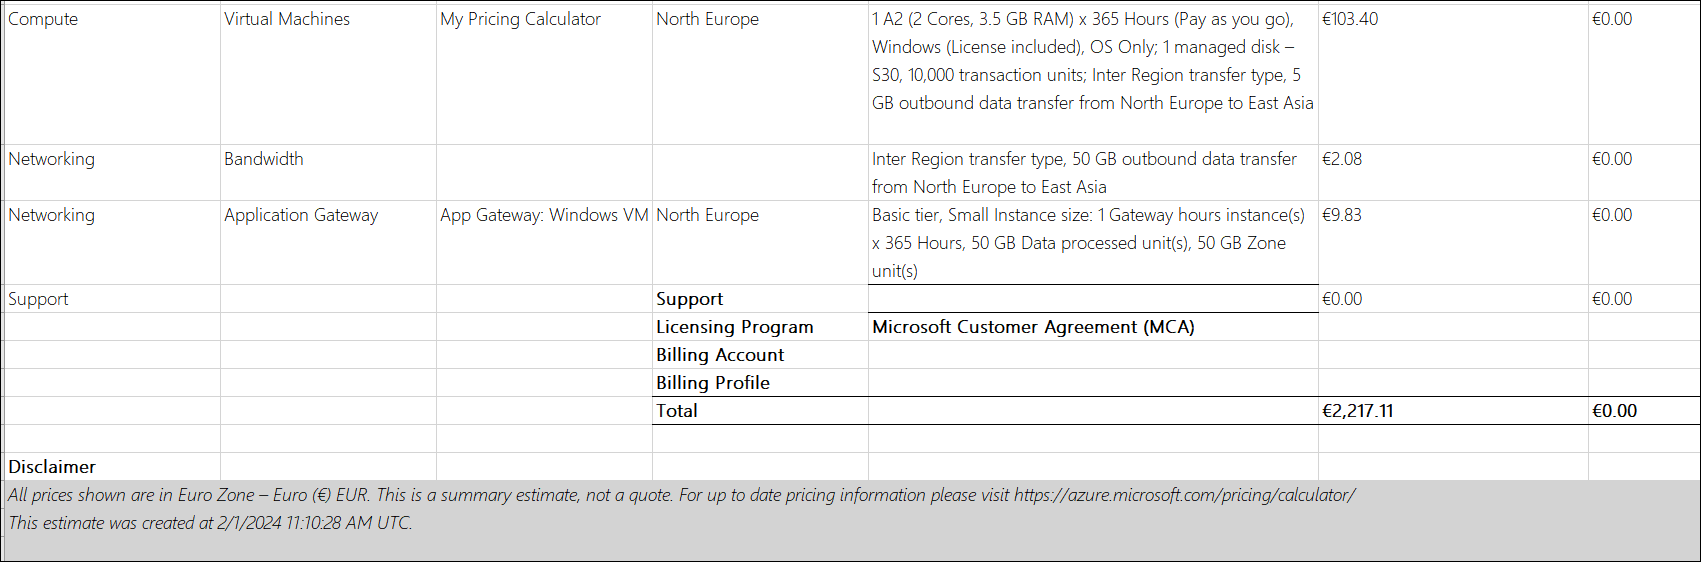 Compute Virtual Machines My Pricing Calculator North Europe 1 A2 (2 Cores, 3.5 GB RAM) x 365 Hours (Pay as you go), €103.40 €0.00
Windows (License included), OS Only; 1 managed disk –
S30, 10,000 transaction units; Inter Region transfer type, 5
GB outbound data transfer from North Europe to East Asia
Networking Bandwidth Inter Region transfer type, 50 GB outbound data transfer €2.08 €0.00
from North Europe to East Asia
Networking Application Gateway App Gateway: Windows VM North Europe Basic tier, Small Instance size: 1 Gateway hours instance(s) €9.83 €0.00
x 365 Hours, 50 GB Data processed unit(s), 50 GB Zone
unit(s)
Support Support €0.00 €0.00
Licensing Program Microsoft Customer Agreement (MCA)
Billing Account
Billing Profile
Total €2,217.11 €0.00
Disclaimer
All prices shown are in Euro Zone – Euro (€) EUR. This is a summary estimate, not a quote. For up to date pricing information please visit https://azure.microsoft.com/pricing/calculator/
This estimate was created at 2/1/2024 11:10:28 AM UTC.